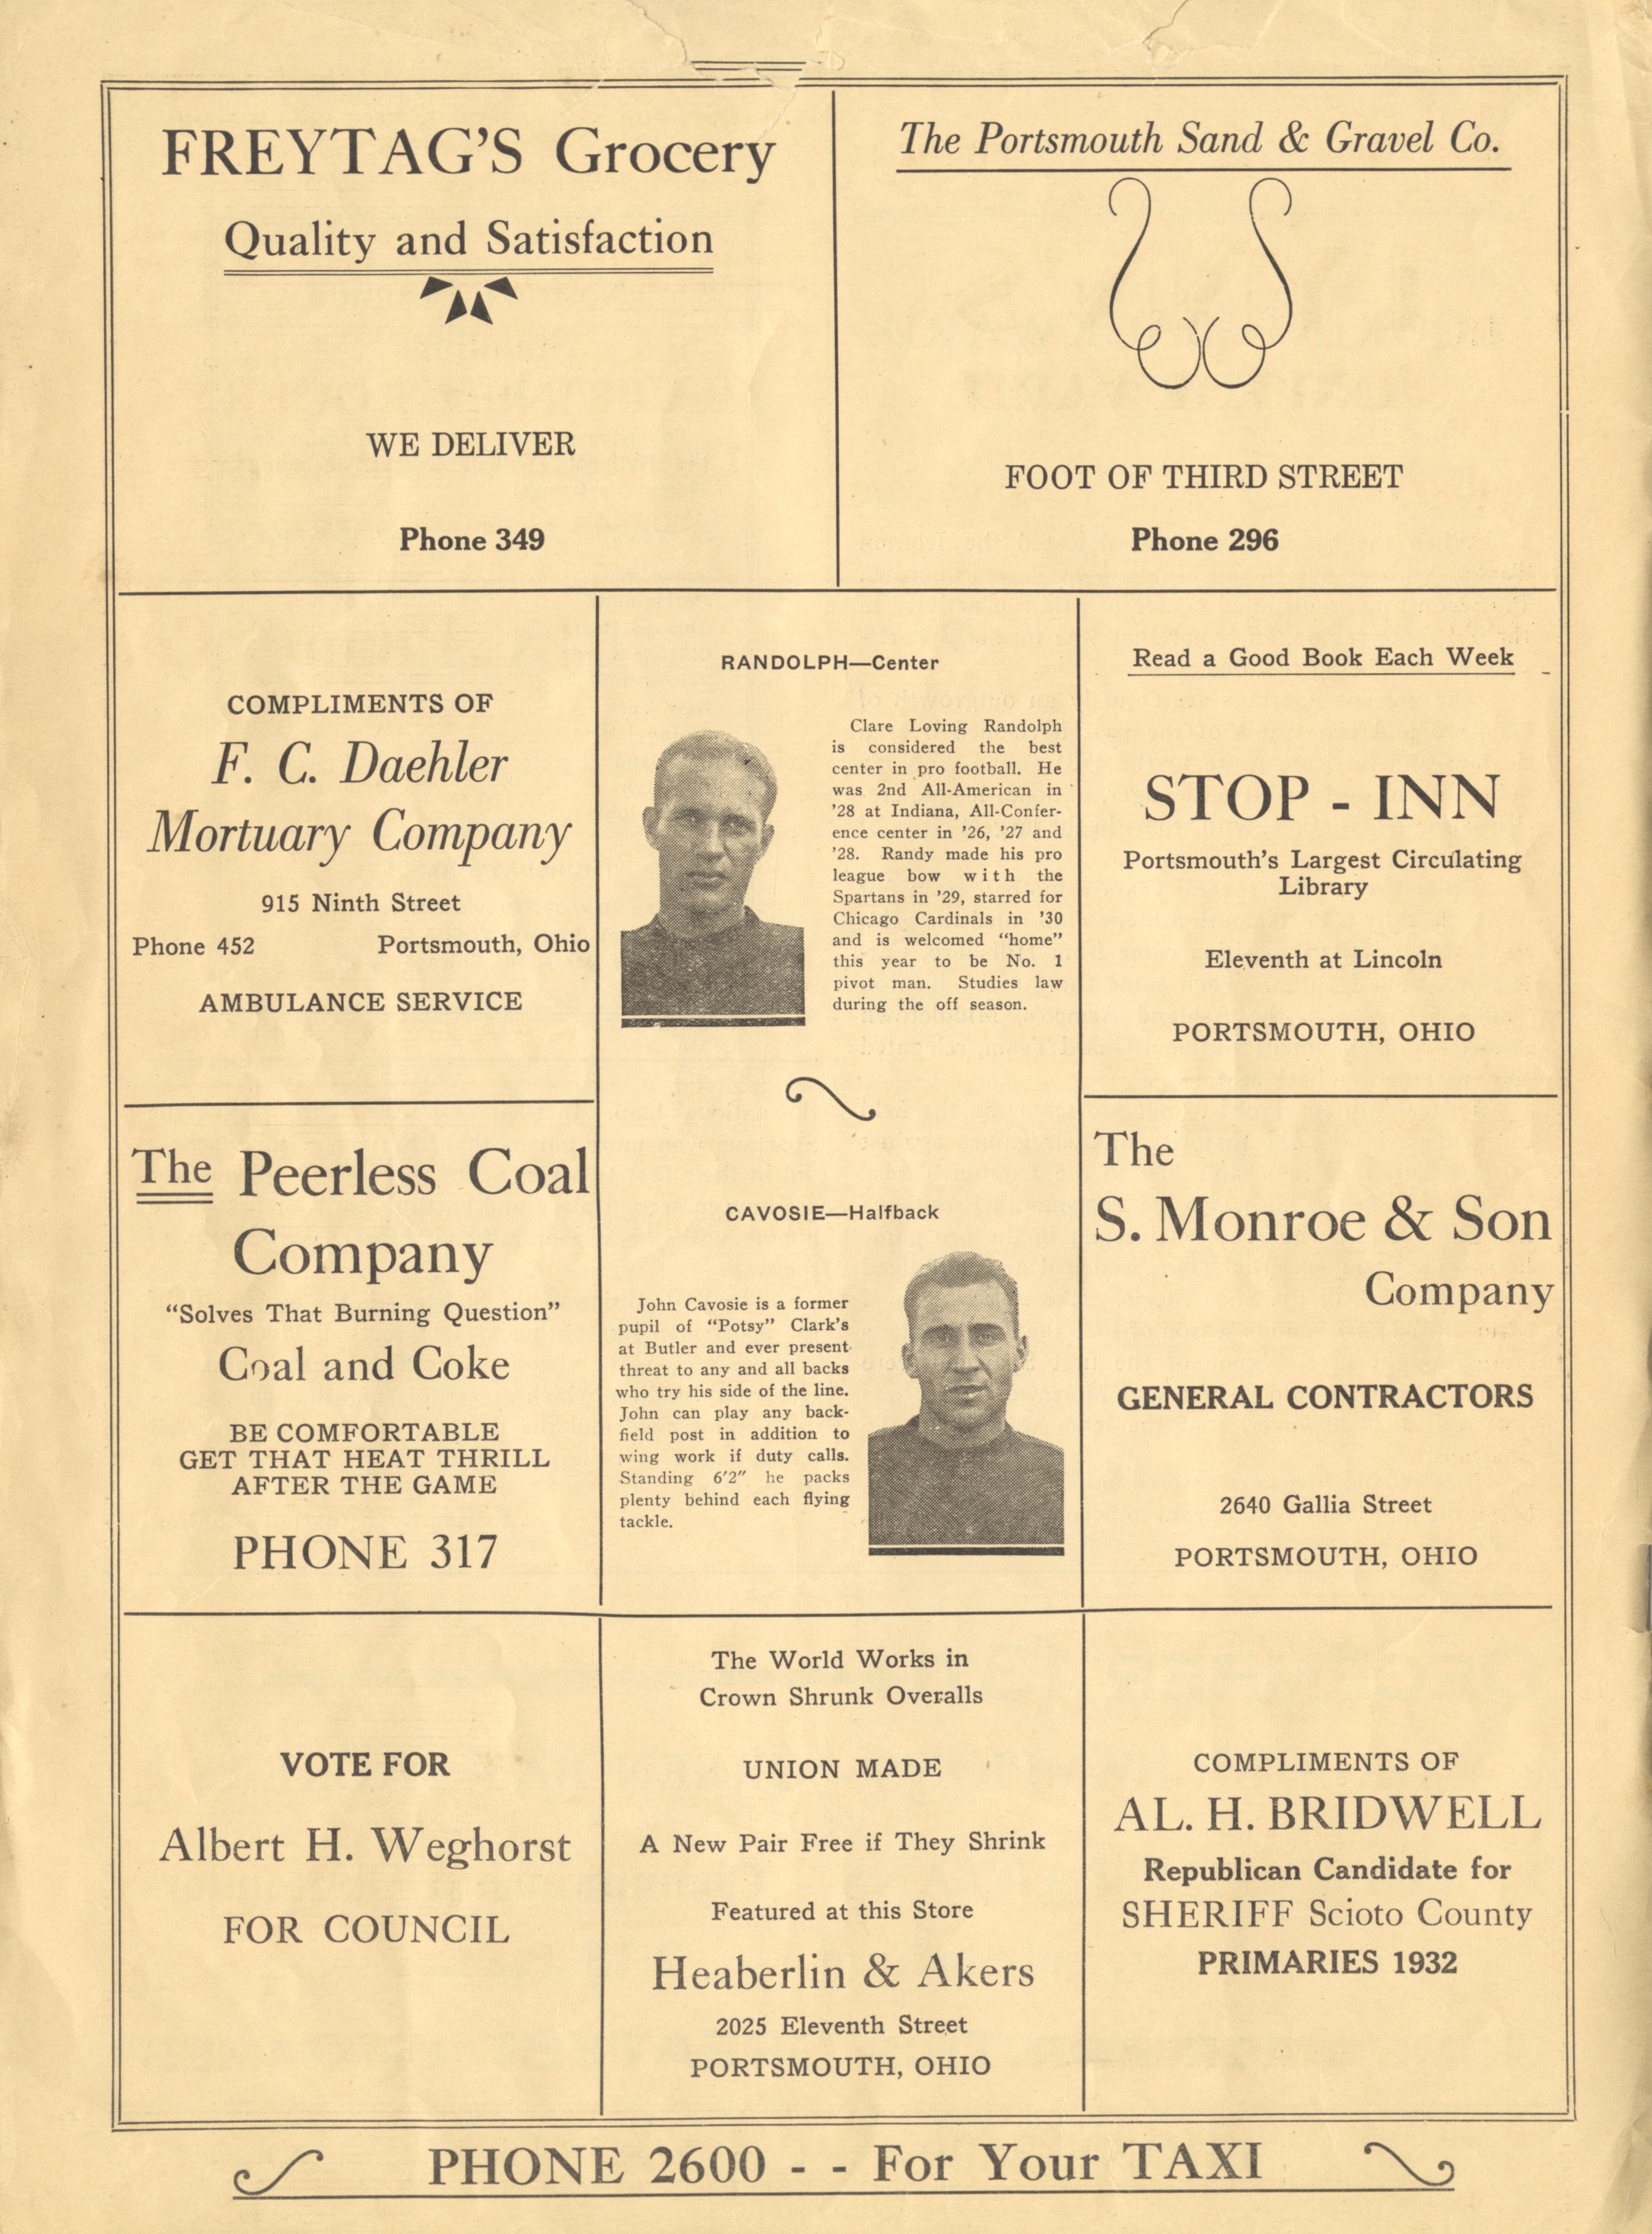 FREYTAG'S Grocery
Quality and Satisfaction
WE DELIVER
Phone 349
The Portsmouth Sand & Gravel Co.
FOOT OF THIRD STREET
Phone 296
COMPLIMENTS OF
F. C. Daehler
Mortuary Company
915 Ninth Street
Phone 452 Portsmouth, Ohio
AMBULANCE SERVICE
RANDOLPH—Center
Clare Loving Randolph
is considered the best
center in pro football. He
was 2nd All-American in
'28 at Indiana, All-Confer-
ence center in '26, '27 and
'28. Randy made his pro
league bow with the
Spartans in '29, starred for
Chicago Cardinals in '30
and is welcomed "home"
this year to be No. 1
pivot man. Studies law
during the off season.
Read a Good Book Each Week
STOP - INN
Portsmouth's Largest Circulating
Library
Eleventh at Lincoln
PORTSMOUTH, OHIO
The Peerless Coal
Company
"Solves That Burning Question"
Coal and Coke
BE COMFORTABLE
GET THAT HEAT THRILL
AFTER THE GAME
PHONE 317
CAVOSIE—Halfback
John Cavosie is a former
pupil of "Potsy" Clark's
at Butler and ever present
threat to any and all backs
who try his side of the line.
John can play any back-
field post in addition to
wing work if duty calls.
Standing 6'2" he packs
plenty behind each flying
tackle.
The
S. Monroe & Son
Company
GENERAL CONTRACTORS
2640 Gallia Street
PORTSMOUTH, OHIO
VOTE FOR
Albert H. Weghorst
FOR COUNCIL
The World Works in
Crown Shrunk Overalls
UNION MADE
A New Pair Free if They Shrink
Featured at this Store
Heaberlin & Akers
2025 Eleventh Street
PORTSMOUTH, OHIO
COMPLIMENTS OF
AL. H. BRIDWELL
Republican Candidate for
SHERIFF Scioto County
PRIMARIES 1932
PHONE 2600 - - For Your TAXI